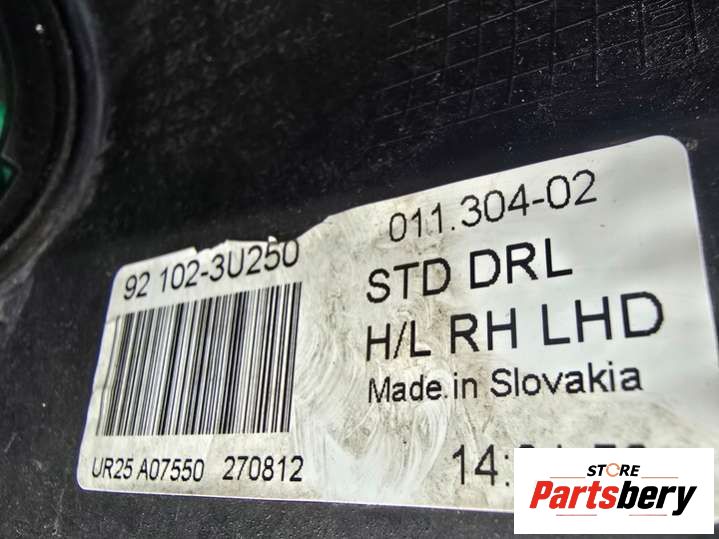 011.304-02
92 102-3U250
STD DRL
H/L RH LHD
Made in Slovakia
UR25 A07550 270812
STORE
Partsbery